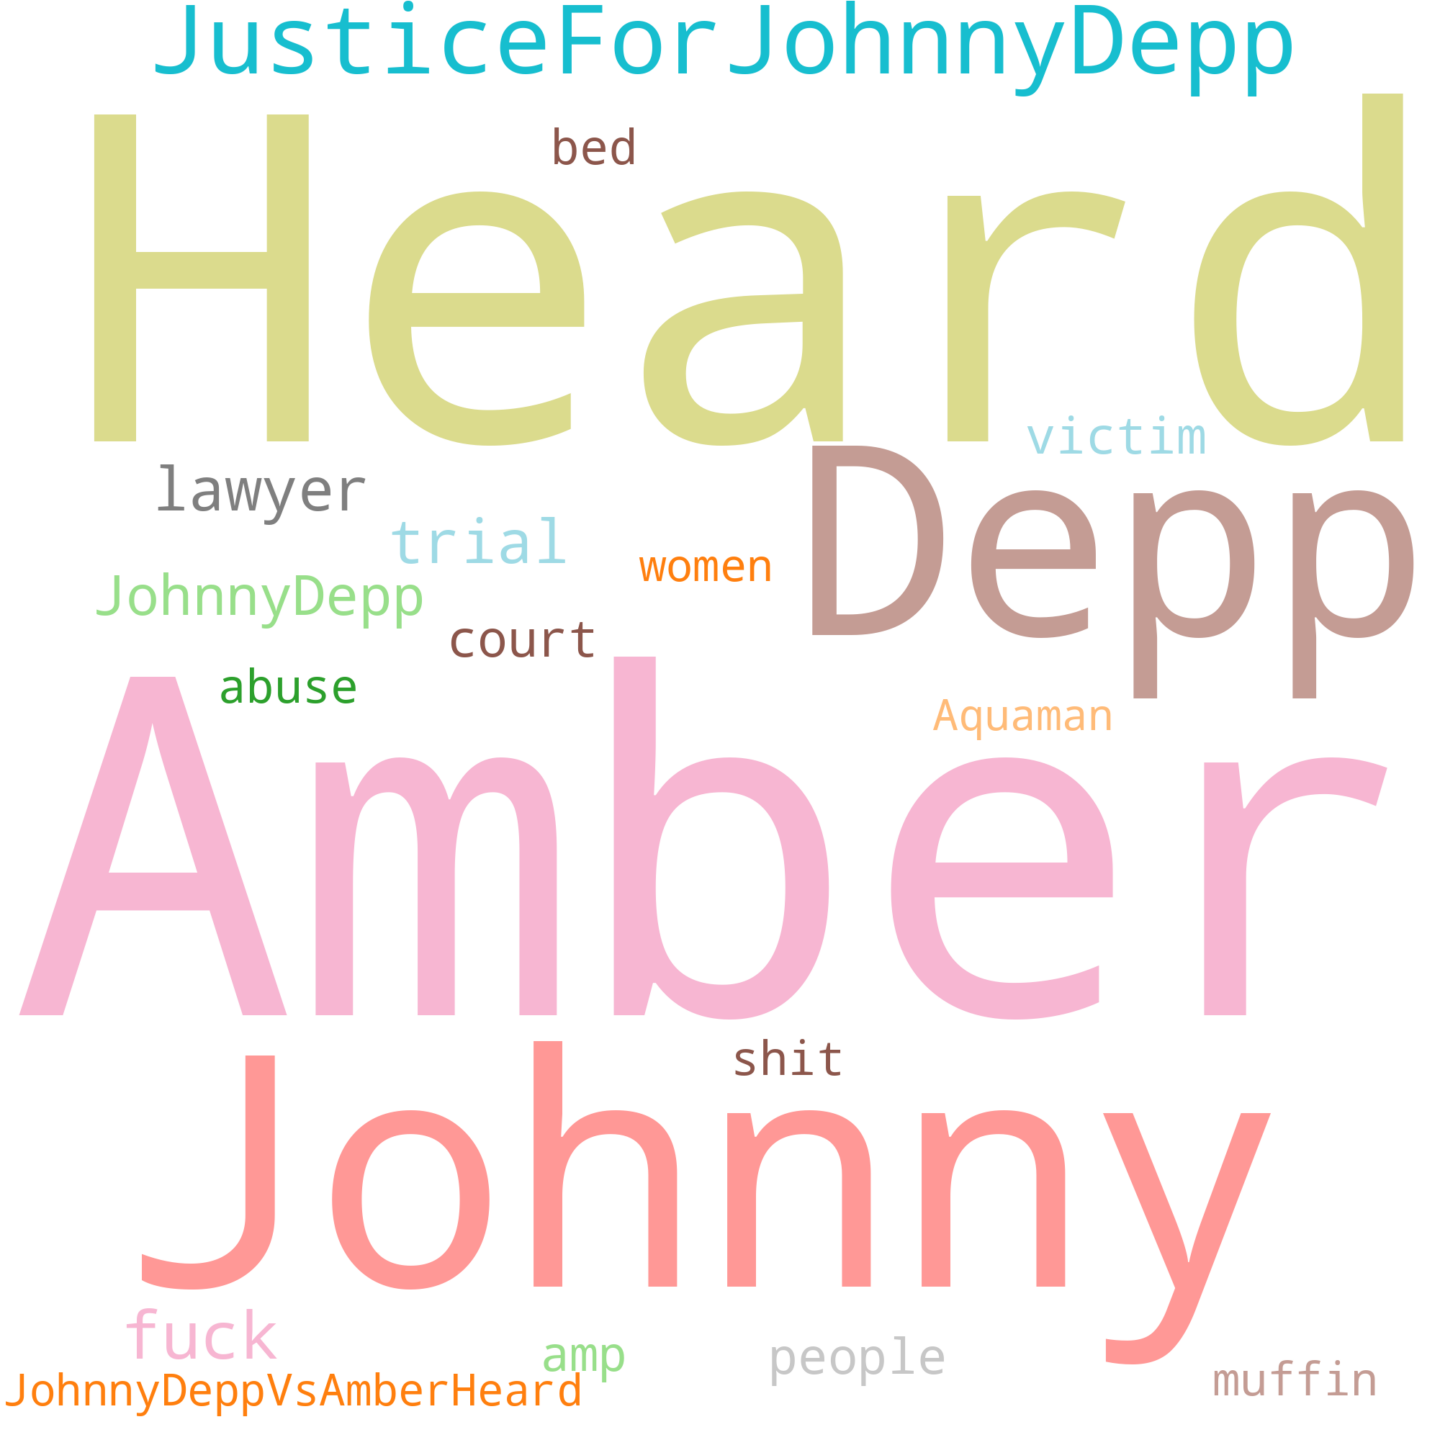 JusticeForJohnnyDepp
bed
Heard
victim
lawyer
trial
Depp
women
JohnnyDepp
court
abuse
Aquaman
Amber
shit
Johnny
fuck
amp
people
muffin
JohnnyDeppVsAmberHeard